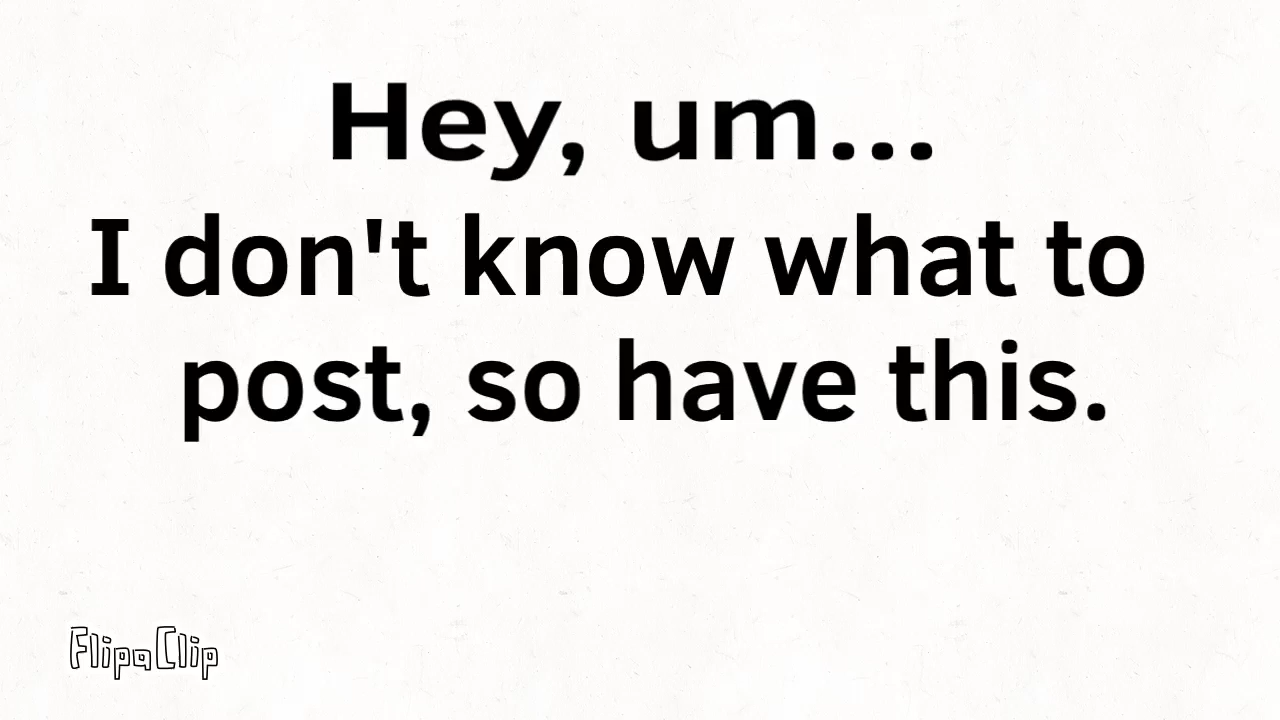 Hey, um...
I don't know what to
post, so have this.
FlipaClip